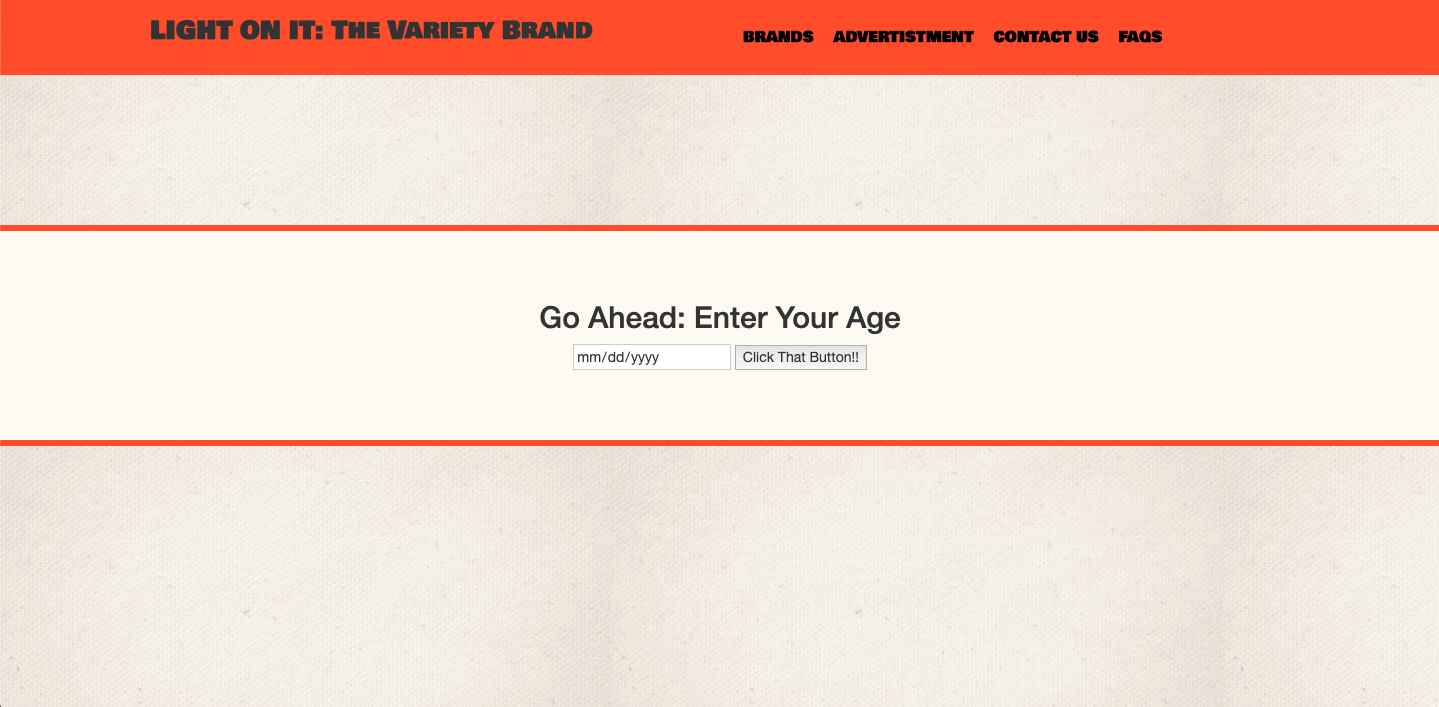 LIGHT ON IT: THE VARIETY BRAND
BRANDS ADVERTISTMENT CONTACT US FAQS
Go Ahead: Enter Your Age
mm/dd/yyyy Click That Button!!